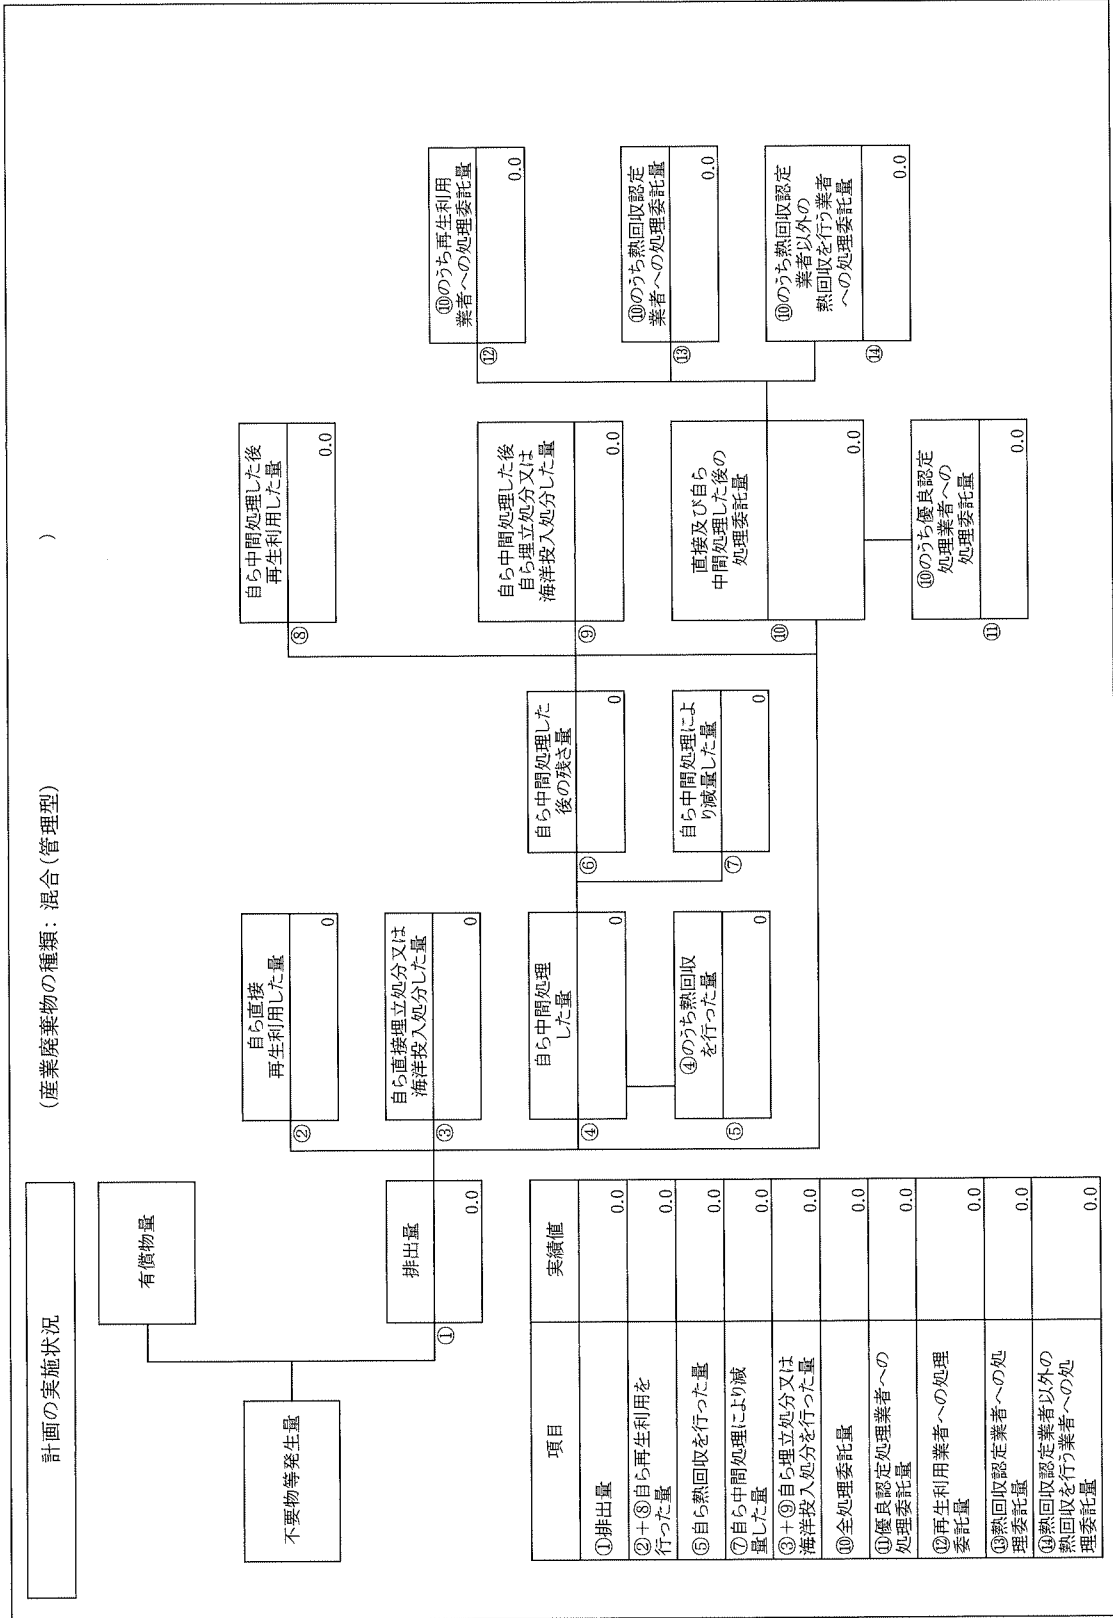 計画の実施状況
(産業廃棄物の種類：混合(管理型)
)
不要物等発生量
有償物量
①
排出量
0.0
②
自ら直接
再生利用した量
0
③
自ら直接埋立処分又は
海洋投入処分した量
0
④
自ら中間処理
した量
0
⑤
④のうち熱回収
を行った量
0
⑥
自ら中間処理した
後の残さ量
0
⑦
自ら中間処理によ
り減量した量
0
⑧
自ら中間処理した後
再生利用した量
0.0
⑨
自ら中間処理した後
自ら埋立処分又は
海洋投入処分した量
0.0
⑩
直接及び自ら
中間処理した後の
処理委託量
0.0
⑪
⑩のうち優良認定
処理業者への
処理委託量
0.0
⑫
⑩のうち再生利用
業者への処理委託量
0.0
⑬
⑩のうち熱回収認定
業者への処理委託量
0.0
⑭
⑩のうち熱回収認定
業者以外の
熱回収を行う業者
への処理委託量
0.0
項目 実績値
①排出量 0.0
②+⑧自ら再生利用を
行った量 0.0
⑤自ら熱回収を行った量 0.0
⑦自ら中間処理により減
量した量 0.0
③+⑨自ら埋立処分又は
海洋投入処分を行った量 0.0
⑩全処理委託量 0.0
⑪優良認定処理業者への
処理委託量 0.0
⑫再生利用業者への処理
委託量 0.0
⑬熱回収認定業者への処
理委託量 0.0
⑭熱回収認定業者以外の
熱回収を行う業者への処
理委託量 0.0